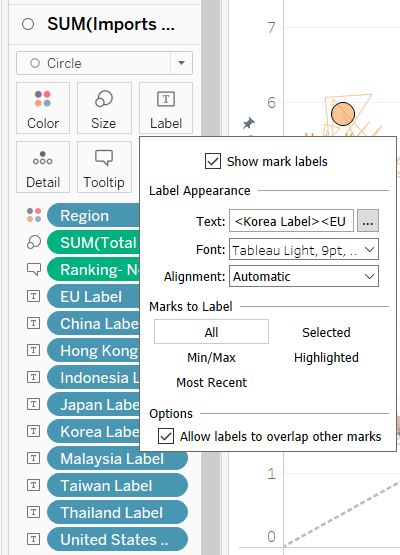 SUM(Imports ...
Circle
Color
Size
Label
Detail
Tooltip
Region
SUM(Total
Ranking- N
EU Label
China Labe
Hong Kong
Indonesia L
Japan Labe
Korea Labe
Malaysia Label
Taiwan Label
Thailand Label
United States ..
Show mark labels
Label Appearance
Text: <Korea Label><EU ...
Font: Tableau Light, 9pt, ..
Alignment: Automatic
Marks to Label
All
Selected
Min/Max
Highlighted
Most Recent
Options
Allow labels to overlap other marks
7
6
1
0